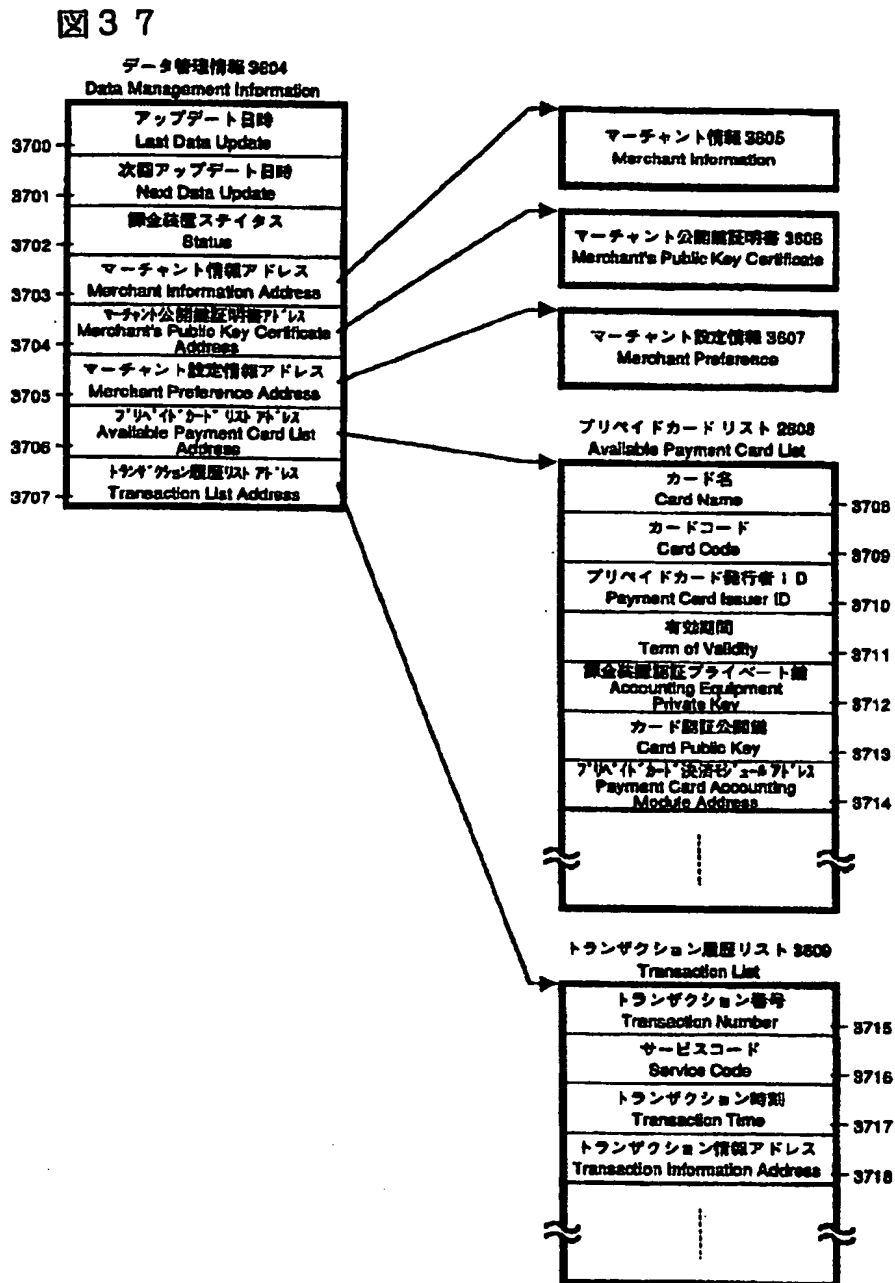 図37
データ管理情報 3604
Data Management Information
3700
アップデート日時
Last Data Update
3701
次回アップデート日時
Next Data Update
3702
課金装置ステイタス
Status
3703
マーチャント情報アドレス
Merchant Information Address
3704
マーチャント公開鍵証明書アドレス
Merchant's Public Key Certificate
Address
3705
マーチャント設定情報アドレス
Merchant Preference Address
3706
プリペイドカード リスト アドレス
Available Payment Card List
Address
3707
トランザクション履歴リスト アドレス
Transaction List Address
マーチャント情報 3605
Merchant Information
マーチャント公開鍵証明書 3606
Merchant's Public Key Certificate
マーチャント設定情報 3607
Merchant Preference
プリペイドカード リスト
Available Payment Card List
カード名
Card Name
3708
カードコード
Card Code
3709
プリペイドカード発行者ID
Payment Card Issuer ID
3710
有効期間
Term of Validity
3711
課金装置認証プライベート鍵
Accounting Equipment
Private Key
3712
カード認証公開鍵
Card Public Key
3713
プリペイドカード決済モジュールアドレス
Payment Card Accounting
Module Address
3714
トランザクション履歴リスト 3609
Transaction List
トランザクション番号
Transaction Number
3715
サービスコード
Service Code
3716
トランザクション時刻
Transaction Time
3717
トランザクション情報アドレス
Transaction Information Address
3718